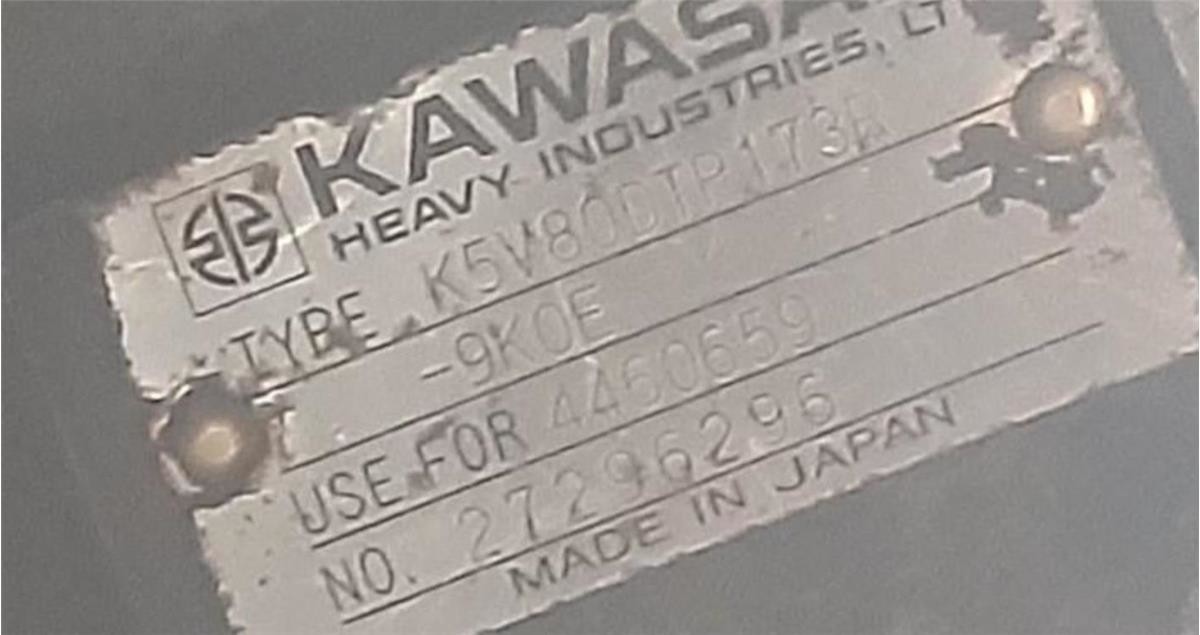 KAWASA
HEAVY INDUSTRIES, LT
TYPE K5V80DTP173R
-9K0E
USE FOR 4460659
NO. 27296296
MADE IN JAPAN